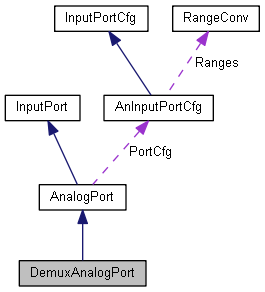 InputPortCfg
RangeConv
Ranges
InputPort
AnInputPortCfg
PortCfg
AnalogPort
DemuxAnalogPort